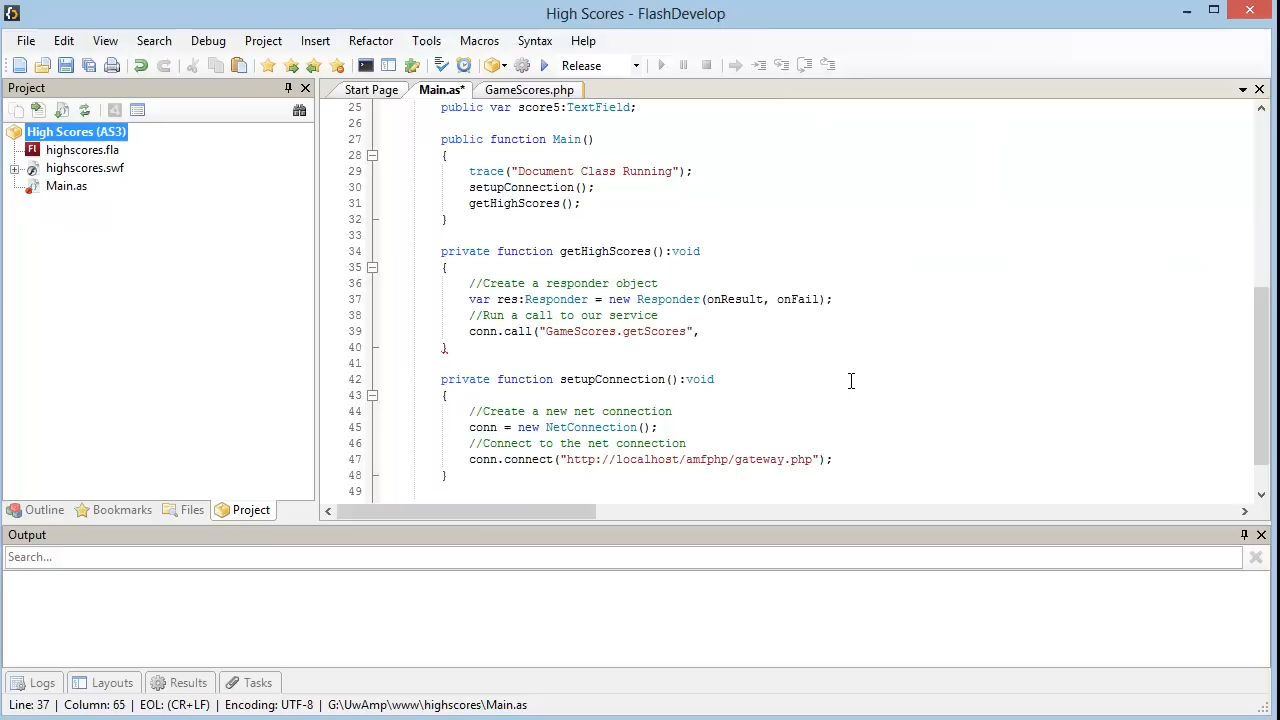 High Scores - FlashDevelop
File Edit View Search Debug Project Insert Refactor Tools Macros Syntax Help
Release
Project
Start Page Main.as* GameScores.php
High Scores (AS3)
highscores.fla
highscores.swf
Main.as
25 public var score5:TextField;
26
27 public function Main()
28 {
29 trace("Document Class Running");
30 setupConnection();
31 getHighScores();
32 }
33
34 private function getHighScores():void
35 {
36 //Create a responder object
37 var res:Responder = new Responder(onResult, onFail);
38 //Run a call to our service
39 conn.call("GameScores.getScores",
40 }
41
42 private function setupConnection():void
43 {
44 //Create a new net connection
45 conn = new NetConnection();
46 //Connect to the net connection
47 conn.connect("http://localhost/amfphp/gateway.php");
48 }
49
Outline Bookmarks Files Project
Output
Search...
Logs Layouts Results Tasks
Line: 37 | Column: 65 | EOL: (CR+LF) | Encoding: UTF-8 | G:\UwAmp\www\highscores\Main.as